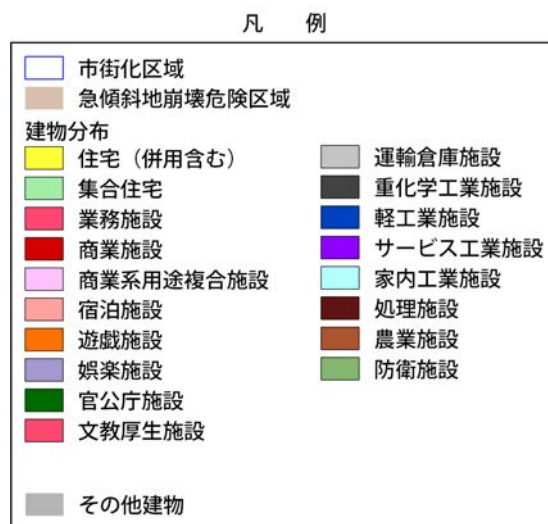 凡　例
市街化区域
急傾斜地崩壊危険区域
建物分布
住宅（併用含む）
集合住宅
業務施設
商業施設
商業系用途複合施設
宿泊施設
遊戯施設
娯楽施設
官公庁施設
文教厚生施設
その他建物
運輸倉庫施設
重化学工業施設
軽工業施設
サービス工業施設
家内工業施設
処理施設
農業施設
防衛施設